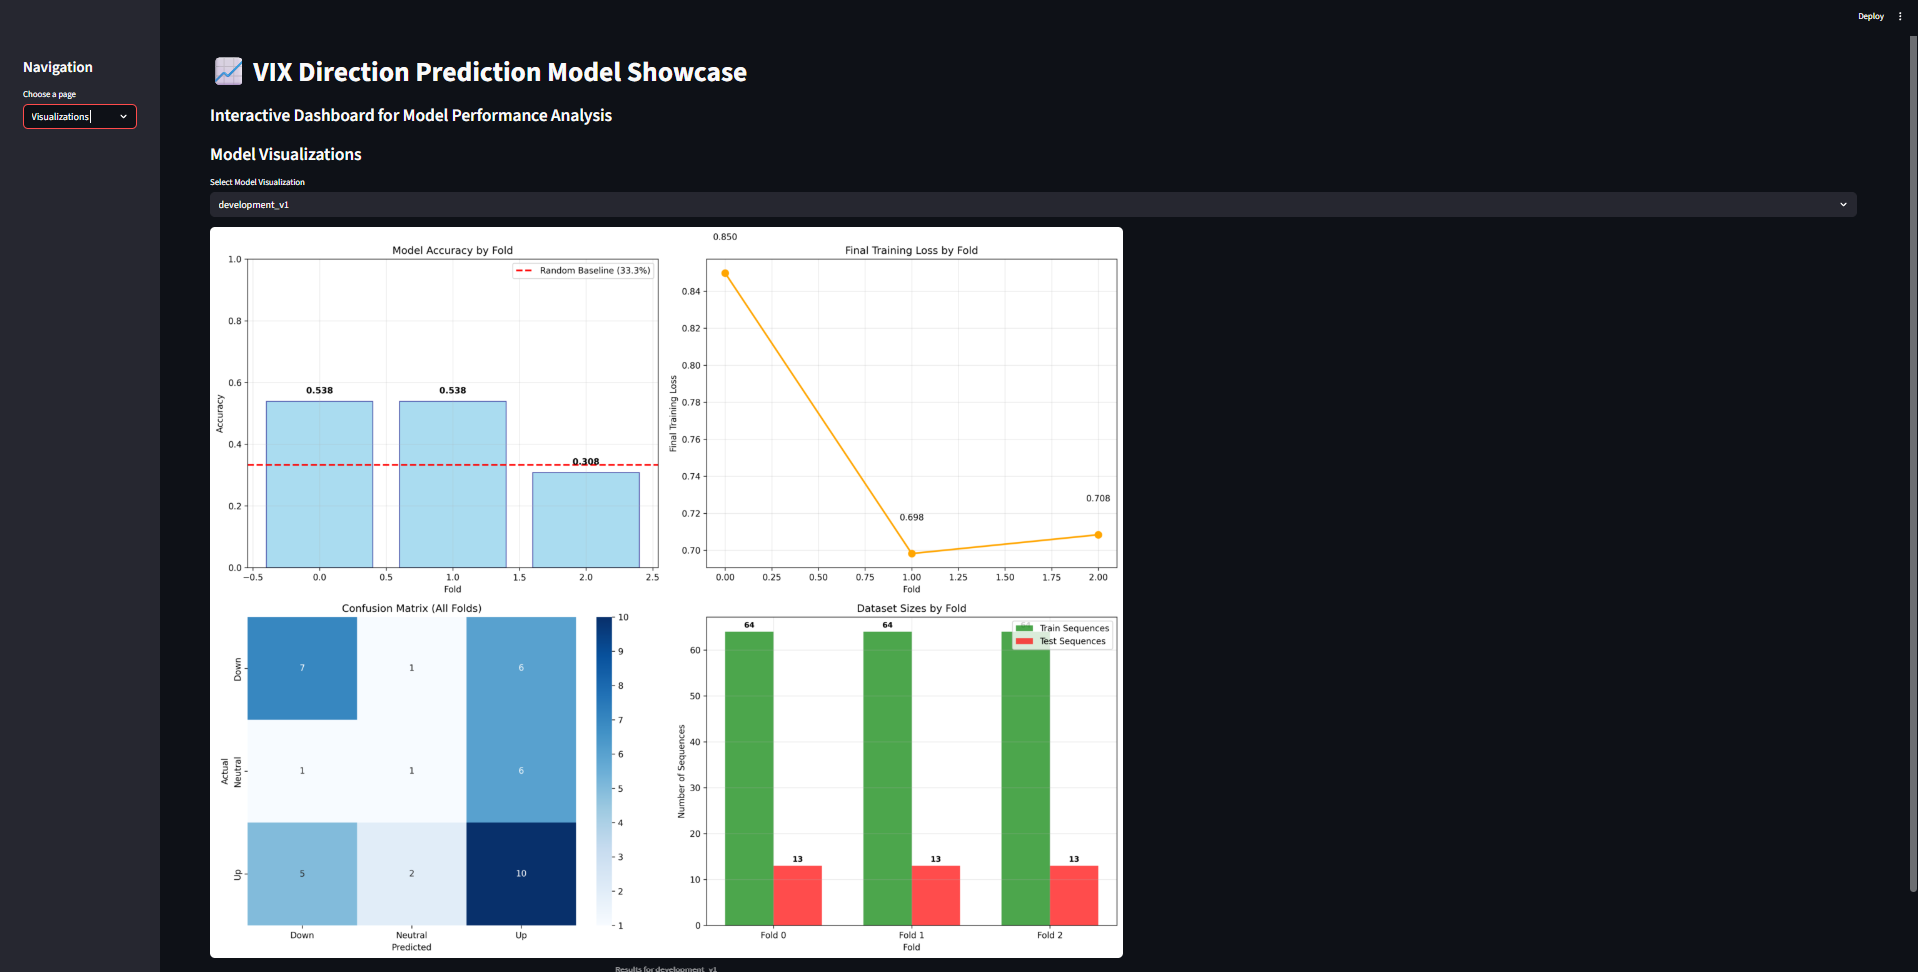 Deploy
Navigation
Choose a page
Visualizations
VIX Direction Prediction Model Showcase
Interactive Dashboard for Model Performance Analysis
Model Visualizations
Select Model Visualization
development_v1
Model Accuracy by Fold
Random Baseline (33.3%)
1.0
0.8
0.6
0.4
0.2
0.0
Accuracy
0.538
0.538
0.308
−0.5
0.0
0.5
1.0
1.5
2.0
2.5
Fold
0.850
Final Training Loss by Fold
0.84
0.82
0.80
0.78
0.76
0.74
0.72
0.70
Final Training Loss
0.698
0.708
0.00
0.25
0.50
0.75
1.00
1.25
1.50
1.75
2.00
Fold
Confusion Matrix (All Folds)
Actual
Down
7
1
6
Neutral
1
1
6
Up
5
2
10
Down
Neutral
Up
Predicted
10
9
8
7
6
5
4
3
2
1
Dataset Sizes by Fold
Train Sequences
Test Sequences
64
64
64
60
50
40
30
20
10
0
Number of Sequences
13
13
13
Fold 0
Fold 1
Fold 2
Fold
Results for development_v1